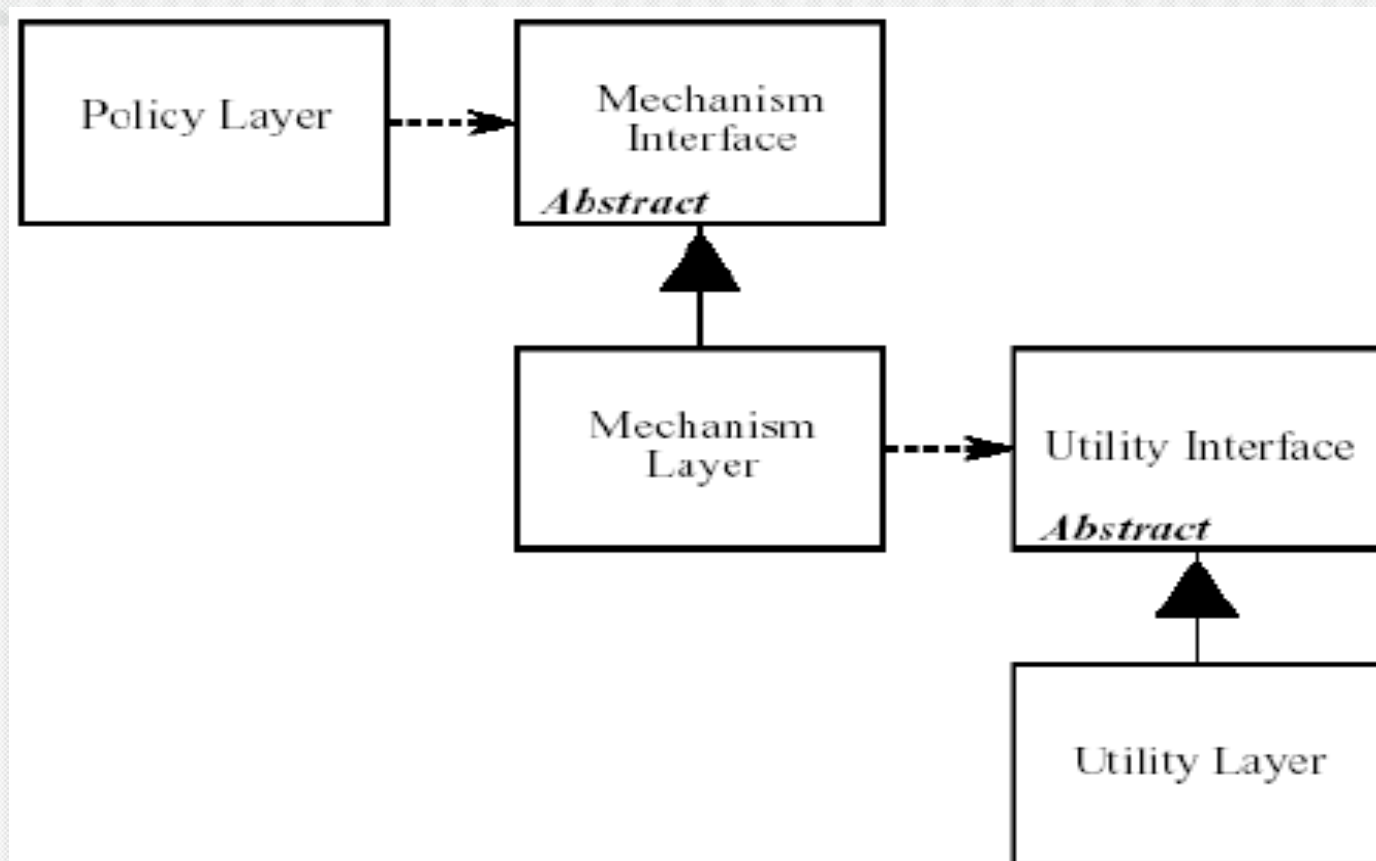 Policy Layer
Mechanism
Interface
Abstract
Mechanism
Layer
Utility Interface
Abstract
Utility Layer